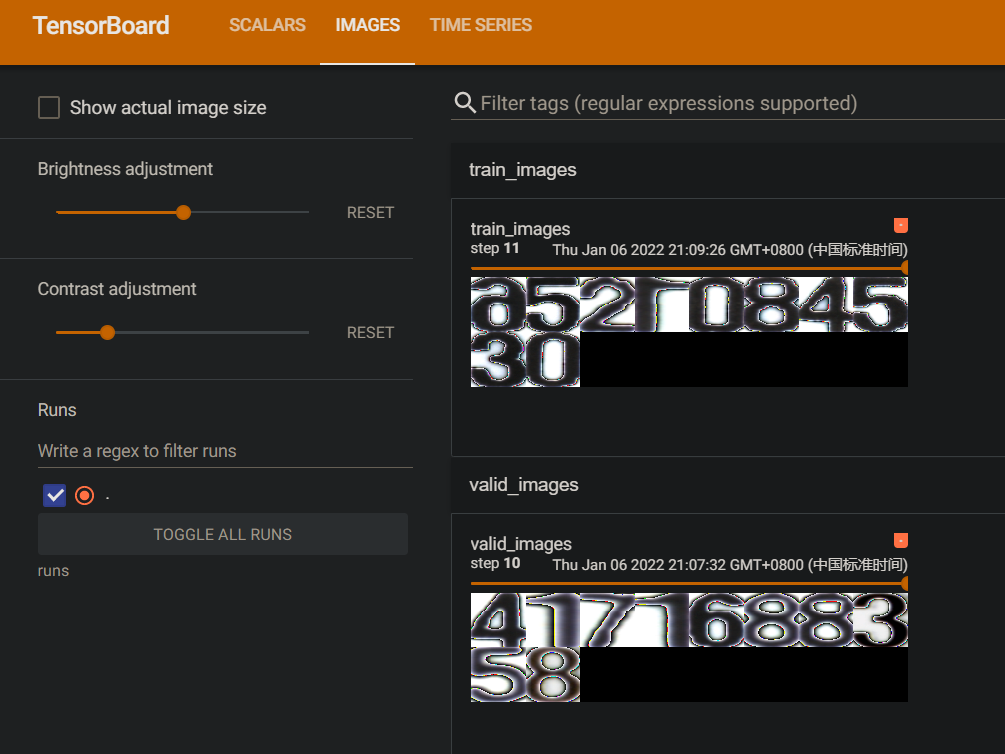 TensorBoard
SCALARS IMAGES TIME SERIES
Show actual image size
Brightness adjustment
RESET
Contrast adjustment
RESET
Runs
Write a regex to filter runs
.
TOGGLE ALL RUNS
runs
Filter tags (regular expressions supported)
train_images
train_images
step 11 Thu Jan 06 2022 21:09:26 GMT+0800 (中国标准时间)
30
valid_images
valid_images
step 10 Thu Jan 06 2022 21:07:32 GMT+0800 (中国标准时间)
41716883
58